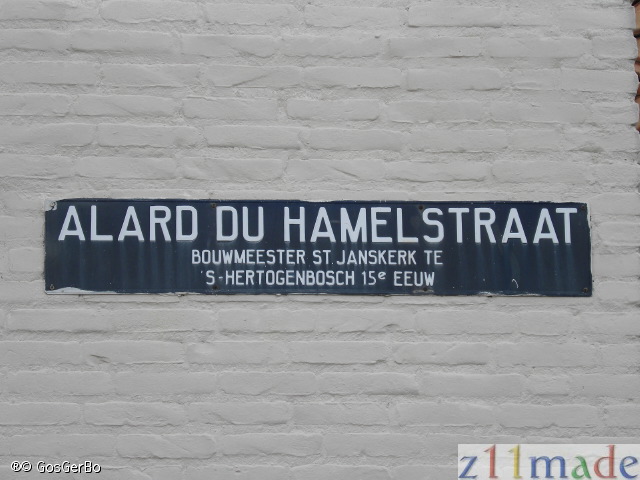 ALARD DU HAMELSTRAAT
BOUWMEESTER ST. JANSKERK TE
'S-HERTOGENBOSCH 15e EEUW
®© GosGerBo
z11made